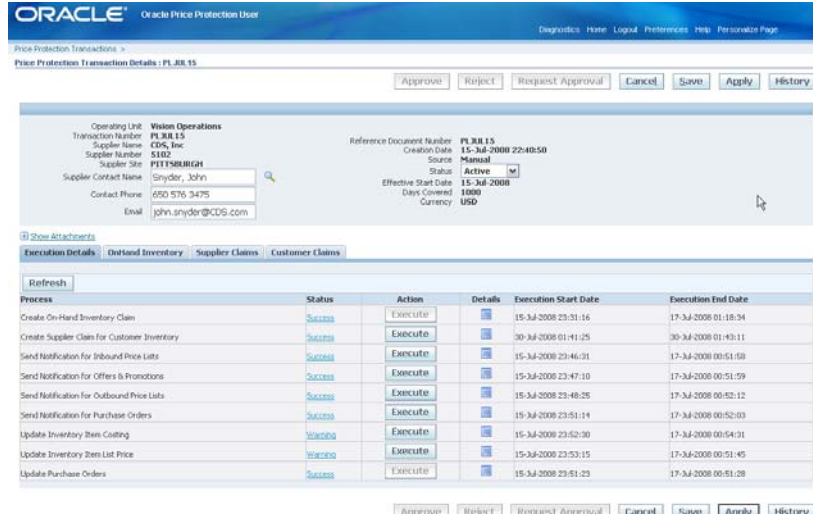 ORACLE® Oracle Price Protection User
Diagnostics Home Logout Preferences Help Personalize Page
Price Protection Transactions >
Price Protection Transaction Details : PLJUL15
Approve Reject Request Approval Cancel Save Apply History
Operating Unit Vision Operations
Transaction Number PLJUL15
Supplier Name CDS, Inc
Supplier Number 5102
Supplier Site PITTSBURGH
Supplier Contact Name Snyder, John
Contact Phone 650 576 3475
Email john.snyder@CDS.com
Reference Document Number PLJUL15
Creation Date 15-Jul-2008 22:40:50
Source Manual
Status Active
Effective Start Date 15-Jul-2008
Days Covered 1000
Currency USD
Show Attachments
Execution Details OnHand Inventory Supplier Claims Customer Claims
Refresh
Process Status Action Details Execution Start Date Execution End Date
Create On-Hand Inventory Claim Success Execute 15-Jul-2008 23:31:16 17-Jul-2008 01:18:34
Create Supplier Claim for Customer Inventory Success Execute 30-Jul-2008 01:41:25 30-Jul-2008 01:43:11
Send Notification for Inbound Price Lists Success Execute 15-Jul-2008 23:46:31 17-Jul-2008 00:51:58
Send Notification for Offers & Promotions Success Execute 15-Jul-2008 23:47:10 17-Jul-2008 00:51:59
Send Notification for Outbound Price Lists Success Execute 15-Jul-2008 23:48:25 17-Jul-2008 00:52:12
Send Notification for Purchase Orders Success Execute 15-Jul-2008 23:51:14 17-Jul-2008 00:52:03
Update Inventory Item Costing Warning Execute 15-Jul-2008 23:52:30 17-Jul-2008 00:54:31
Update Inventory Item List Price Warning Execute 15-Jul-2008 23:53:15 17-Jul-2008 00:51:45
Update Purchase Orders Success Execute 15-Jul-2008 23:51:23 17-Jul-2008 00:51:28
Approve Reject Request Approval Cancel Save Apply History